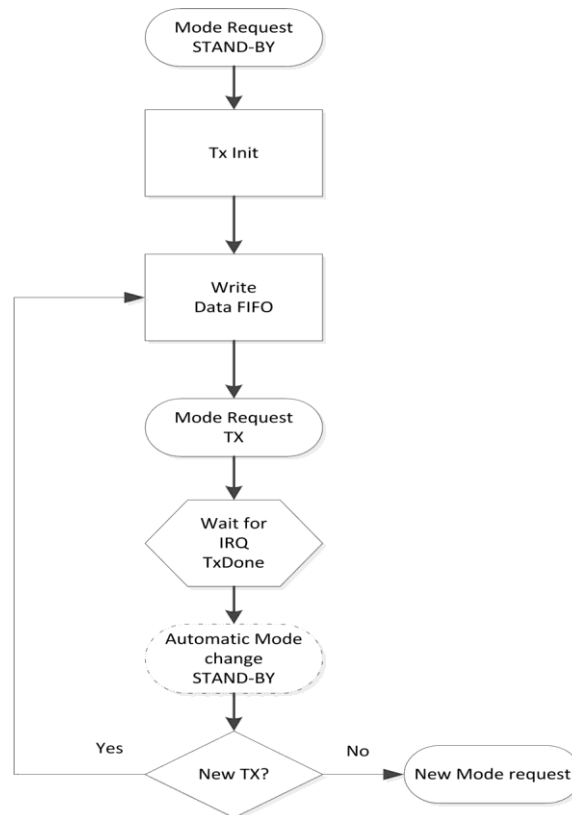 Mode Request
STAND-BY
Tx Init
Write
Data FIFO
Mode Request
TX
Wait for
IRQ
TxDone
Automatic Mode
change
STAND-BY
Yes
New TX?
No
New Mode request